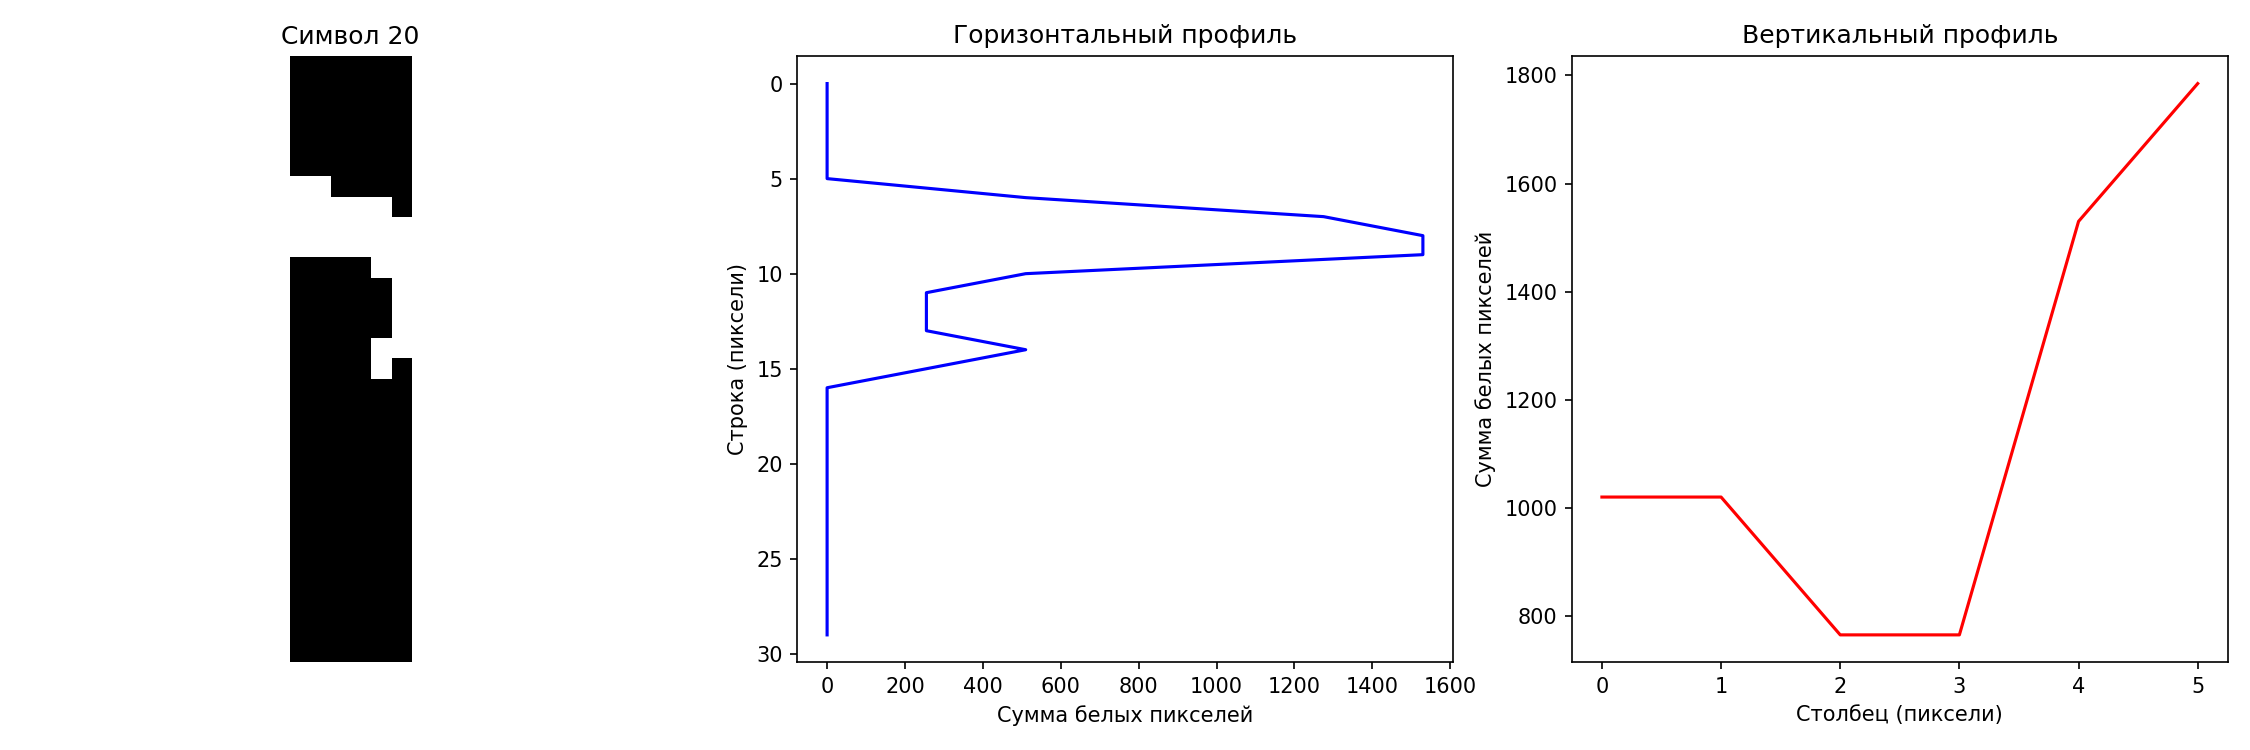 Символ 20
Горизонтальный профиль
0
5
10
15
20
25
30
Строка (пиксели)
0 200 400 600 800 1000 1200 1400 1600
Сумма белых пикселей
Вертикальный профиль
1800
1600
1400
1200
1000
800
Сумма белых пикселей
0 1 2 3 4 5
Столбец (пиксели)